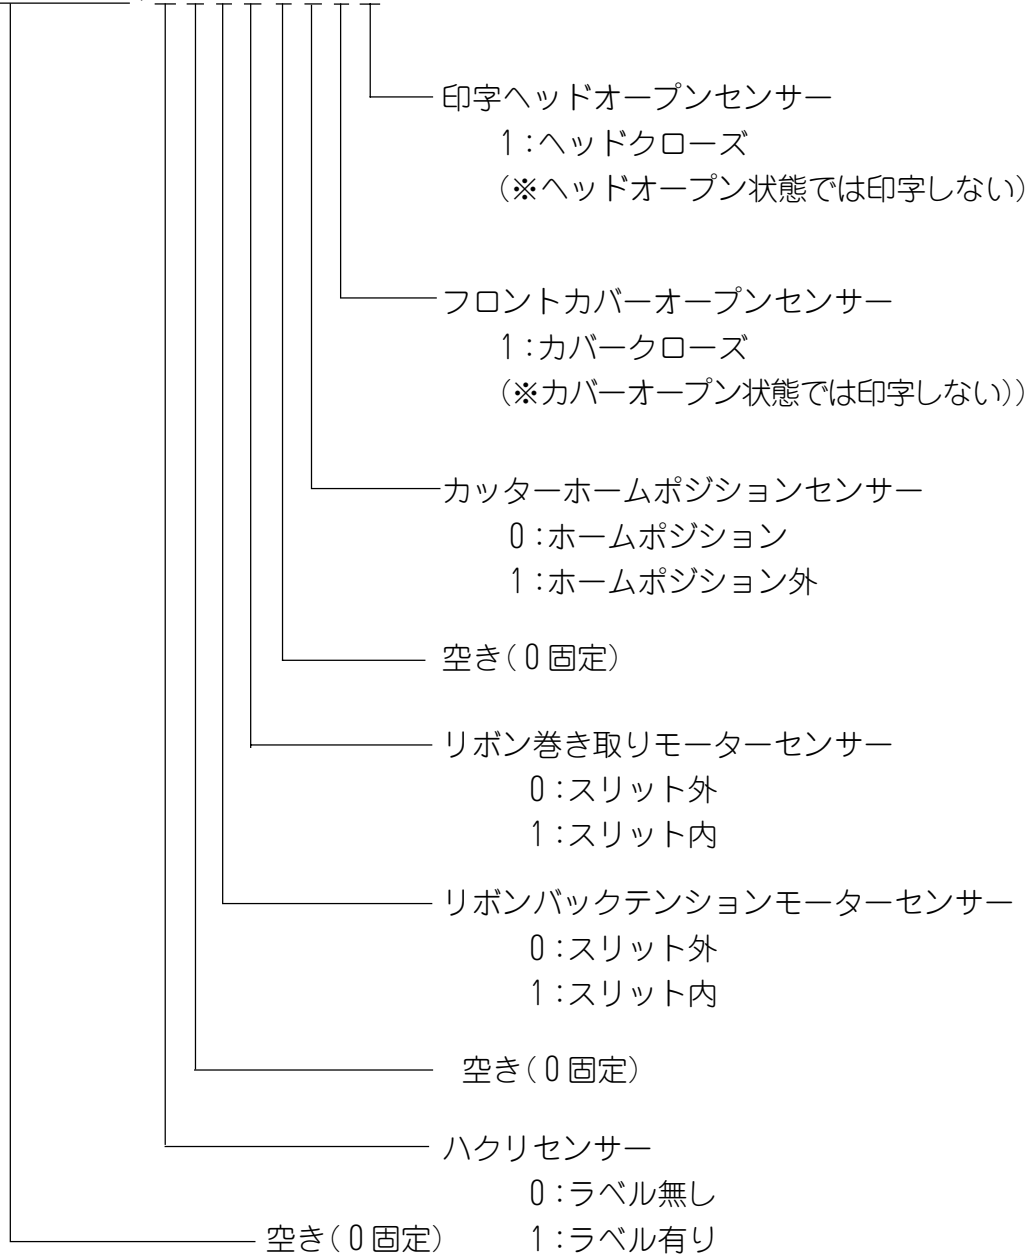 印字ヘッドオープンセンサー
1:ヘッドクローズ
(※ヘッドオープン状態では印字しない)
フロントカバーオープンセンサー
1:カバークローズ
(※カバーオープン状態では印字しない))
カッターホームポジションセンサー
0:ホームポジション
1:ホームポジション外
空き(0固定)
リボン巻き取りモーターセンサー
0:スリット外
1:スリット内
リボンバックテンションモーターセンサー
0:スリット外
1:スリット内
空き(0固定)
ハクリセンサー
0:ラベル無し
空き(0固定) 1:ラベル有り